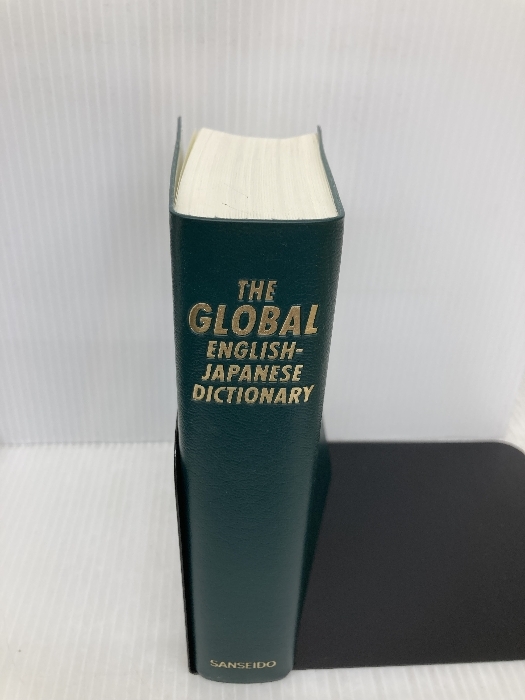 THE
GLOBAL
ENGLISH-
JAPANESE
DICTIONARY
SANSEIDO